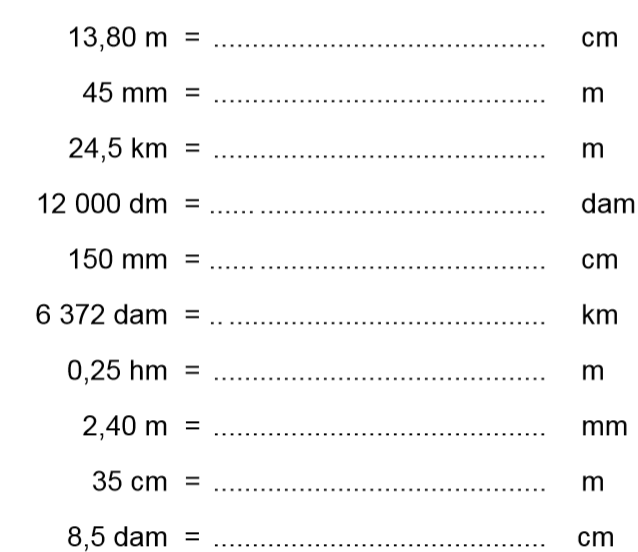 13,80 m = .......................................... cm
45 mm = .......................................... m
24,5 km = .......................................... m
12 000 dm = ...... .................................... dam
150 mm = ...... .................................... cm
6 372 dam = .. ........................................ km
0,25 hm = .......................................... m
2,40 m = .......................................... mm
35 cm = .......................................... m
8,5 dam = .......................................... cm